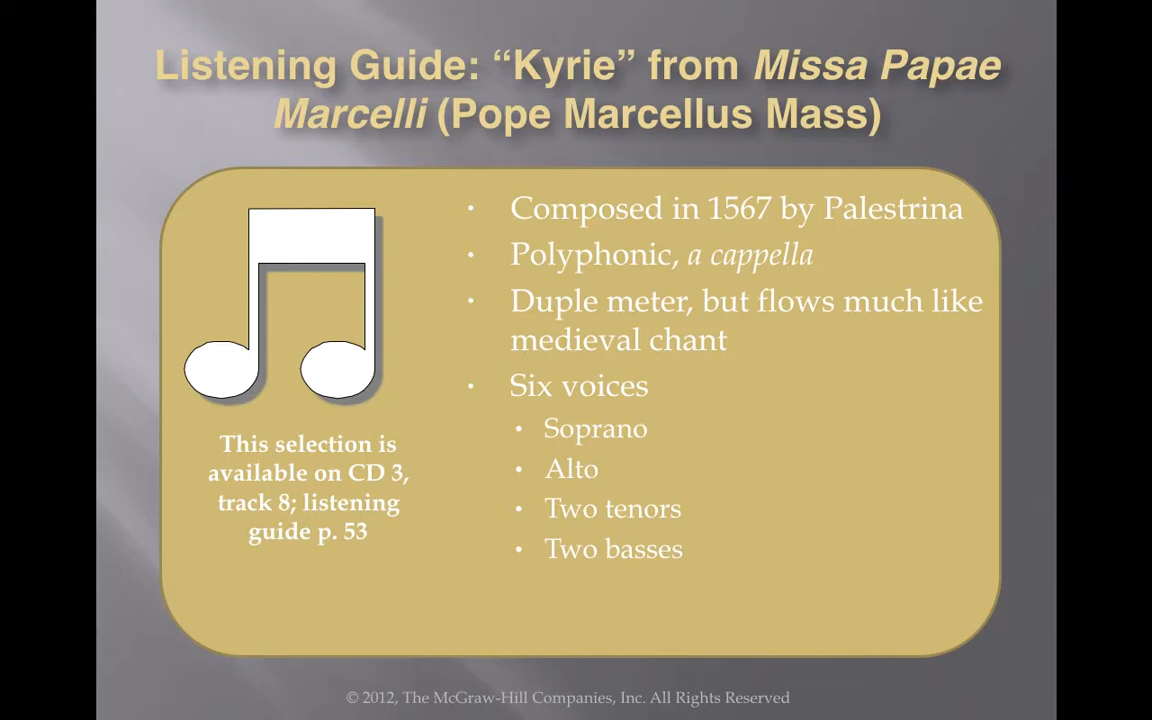 Listening Guide: “Kyrie” from Missa Papae
Marcelli (Pope Marcellus Mass)
This selection is
available on CD 3,
track 8; listening
guide p. 53
• Composed in 1567 by Palestrina
• Polyphonic, a cappella
• Duple meter, but flows much like
medieval chant
• Six voices
• Soprano
• Alto
• Two tenors
• Two basses
© 2012, The McGraw-Hill Companies, Inc. All Rights Reserved